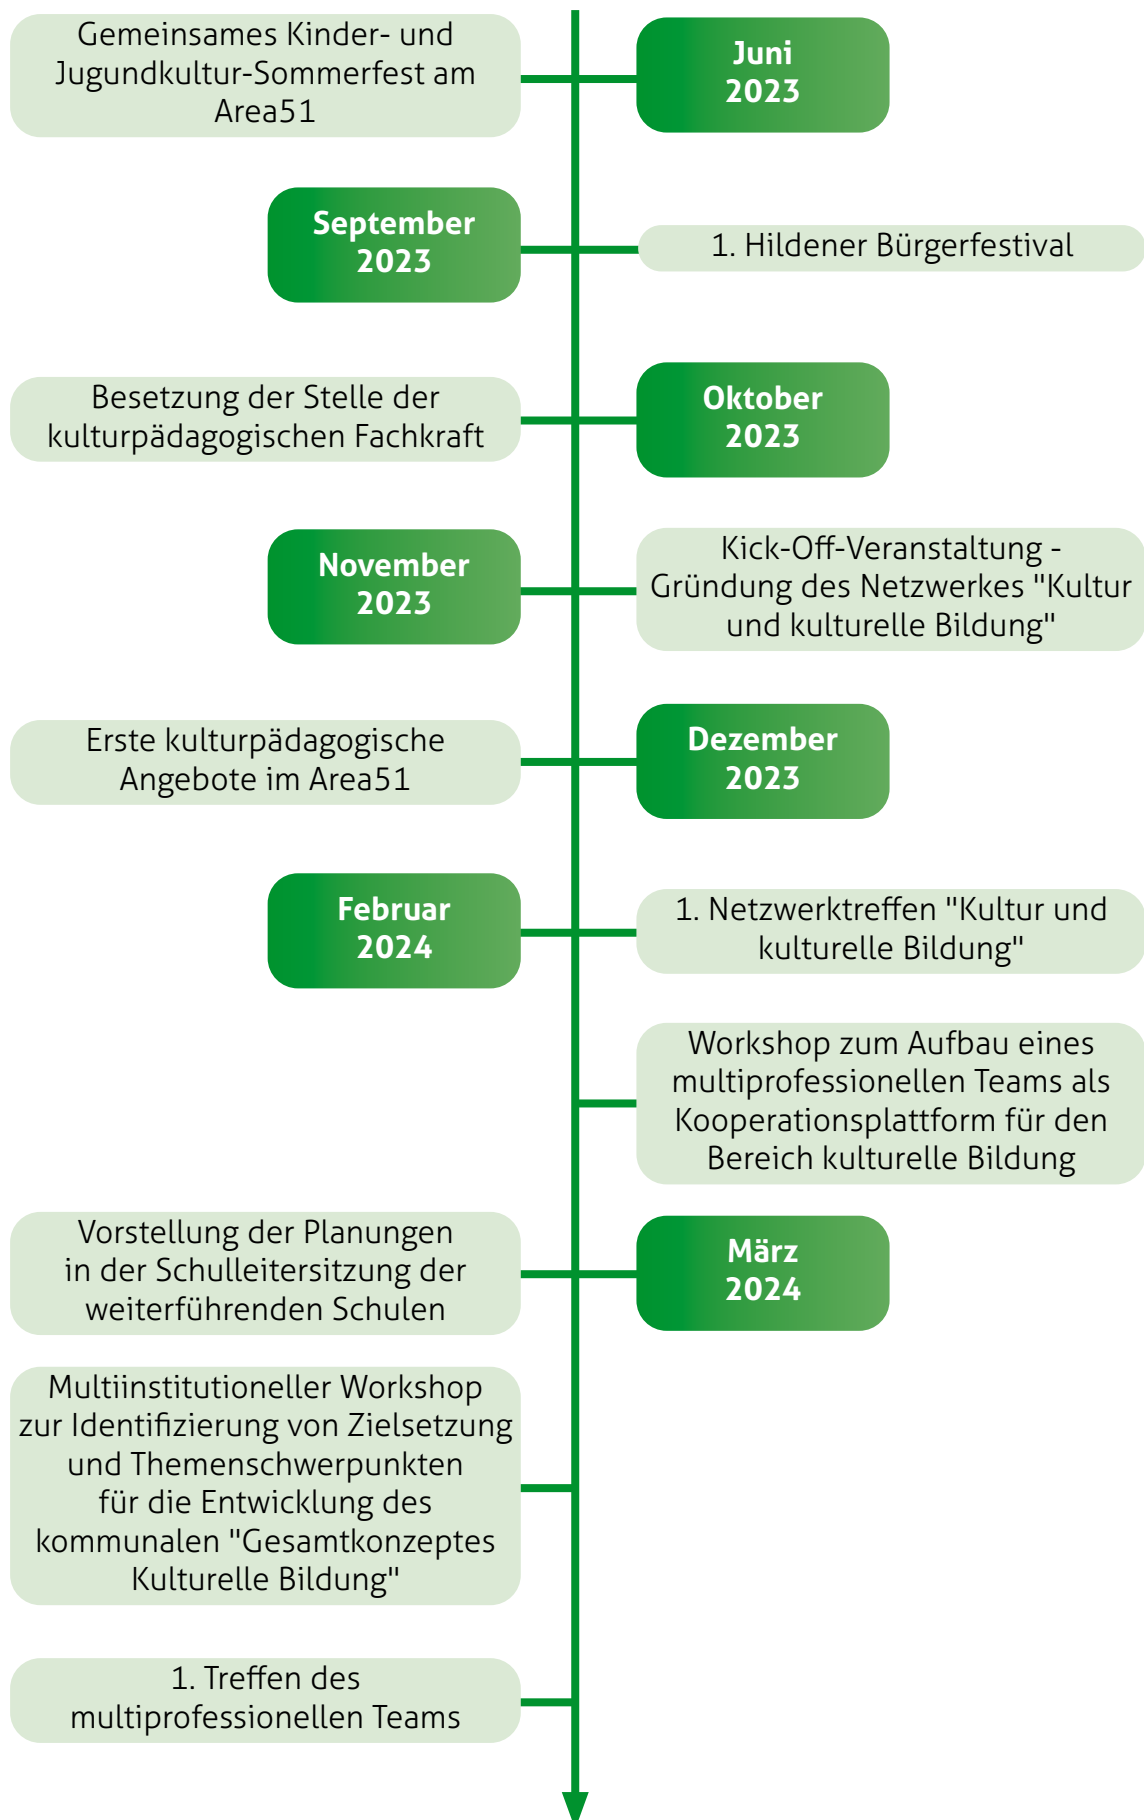 Gemeinsames Kinder- und
Jugundkultur-Sommerfest am
Area51
Juni
2023
September
2023
1. Hildener Bürgerfestival
Besetzung der Stelle der
kulturpädagogischen Fachkraft
Oktober
2023
November
2023
Kick-Off-Veranstaltung -
Gründung des Netzwerkes "Kultur
und kulturelle Bildung"
Erste kulturpädagogische
Angebote im Area51
Dezember
2023
Februar
2024
1. Netzwerktreffen "Kultur und
kulturelle Bildung"
Workshop zum Aufbau eines
multiprofessionellen Teams als
Kooperationsplattform für den
Bereich kulturelle Bildung
Vorstellung der Planungen
in der Schulleitersitzung der
weiterführenden Schulen
März
2024
Multiinstitutioneller Workshop
zur Identifizierung von Zielsetzung
und Themenschwerpunkten
für die Entwicklung des
kommunalen "Gesamtkonzeptes
Kulturelle Bildung"
1. Treffen des
multiprofessionellen Teams